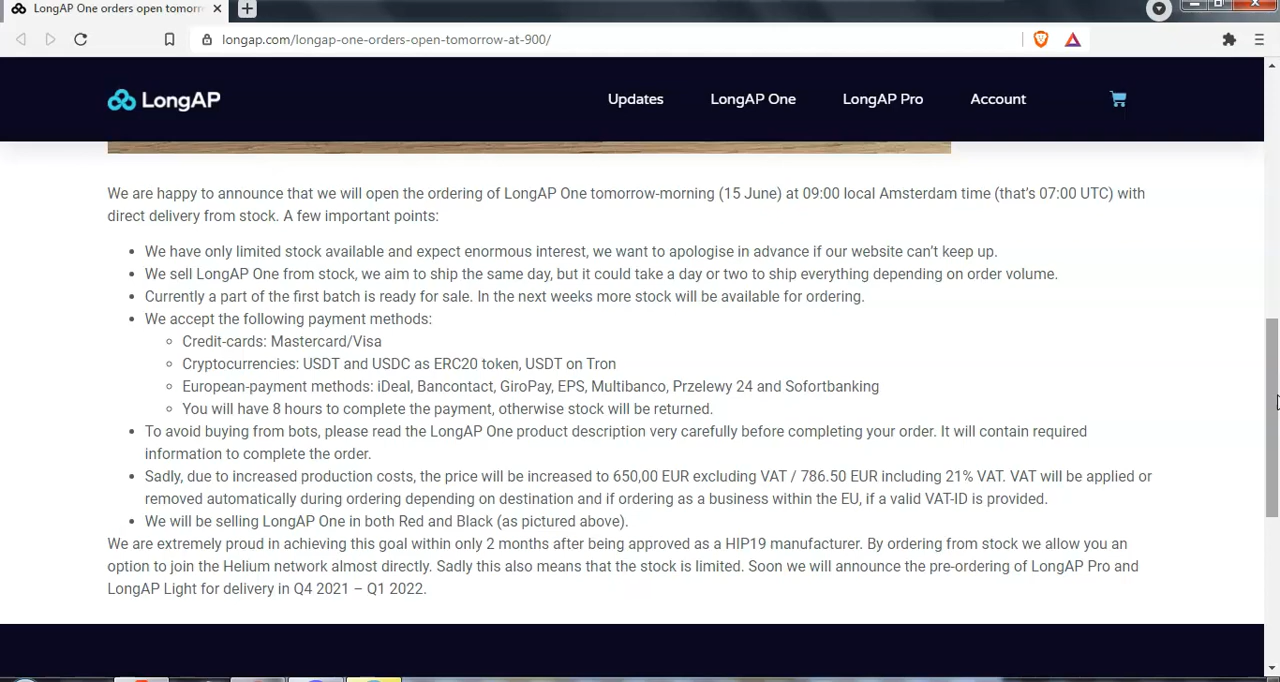 LongAP One orders open tomorr
longap.com/longap-one-orders-open-tomorrow-at-900/
LongAP
Updates
LongAP One
LongAP Pro
Account
We are happy to announce that we will open the ordering of LongAP One tomorrow-morning (15 June) at 09:00 local Amsterdam time (that's 07:00 UTC) with
direct delivery from stock. A few important points:
• We have only limited stock available and expect enormous interest, we want to apologise in advance if our website can't keep up.
• We sell LongAP One from stock, we aim to ship the same day, but it could take a day or two to ship everything depending on order volume.
• Currently a part of the first batch is ready for sale. In the next weeks more stock will be available for ordering.
• We accept the following payment methods:
◦ Credit-cards: Mastercard/Visa
◦ Cryptocurrencies: USDT and USDC as ERC20 token, USDT on Tron
◦ European-payment methods: iDeal, Bancontact, GiroPay, EPS, Multibanco, Przelewy 24 and Sofortbanking
◦ You will have 8 hours to complete the payment, otherwise stock will be returned.
• To avoid buying from bots, please read the LongAP One product description very carefully before completing your order. It will contain required
information to complete the order.
• Sadly, due to increased production costs, the price will be increased to 650,00 EUR excluding VAT / 786.50 EUR including 21% VAT. VAT will be applied or
removed automatically during ordering depending on destination and if ordering as a business within the EU, if a valid VAT-ID is provided.
• We will be selling LongAP One in both Red and Black (as pictured above).
We are extremely proud in achieving this goal within only 2 months after being approved as a HIP19 manufacturer. By ordering from stock we allow you an
option to join the Helium network almost directly. Sadly this also means that the stock is limited. Soon we will announce the pre-ordering of LongAP Pro and
LongAP Light for delivery in Q4 2021 – Q1 2022.